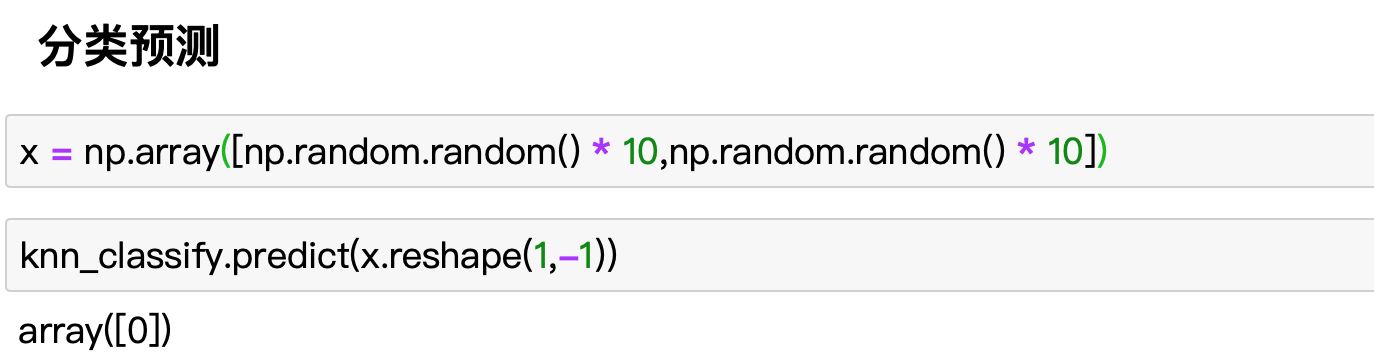 分类预测
x = np.array([np.random.random() * 10,np.random.random() * 10])
knn_classify.predict(x.reshape(1,-1))
array([0])